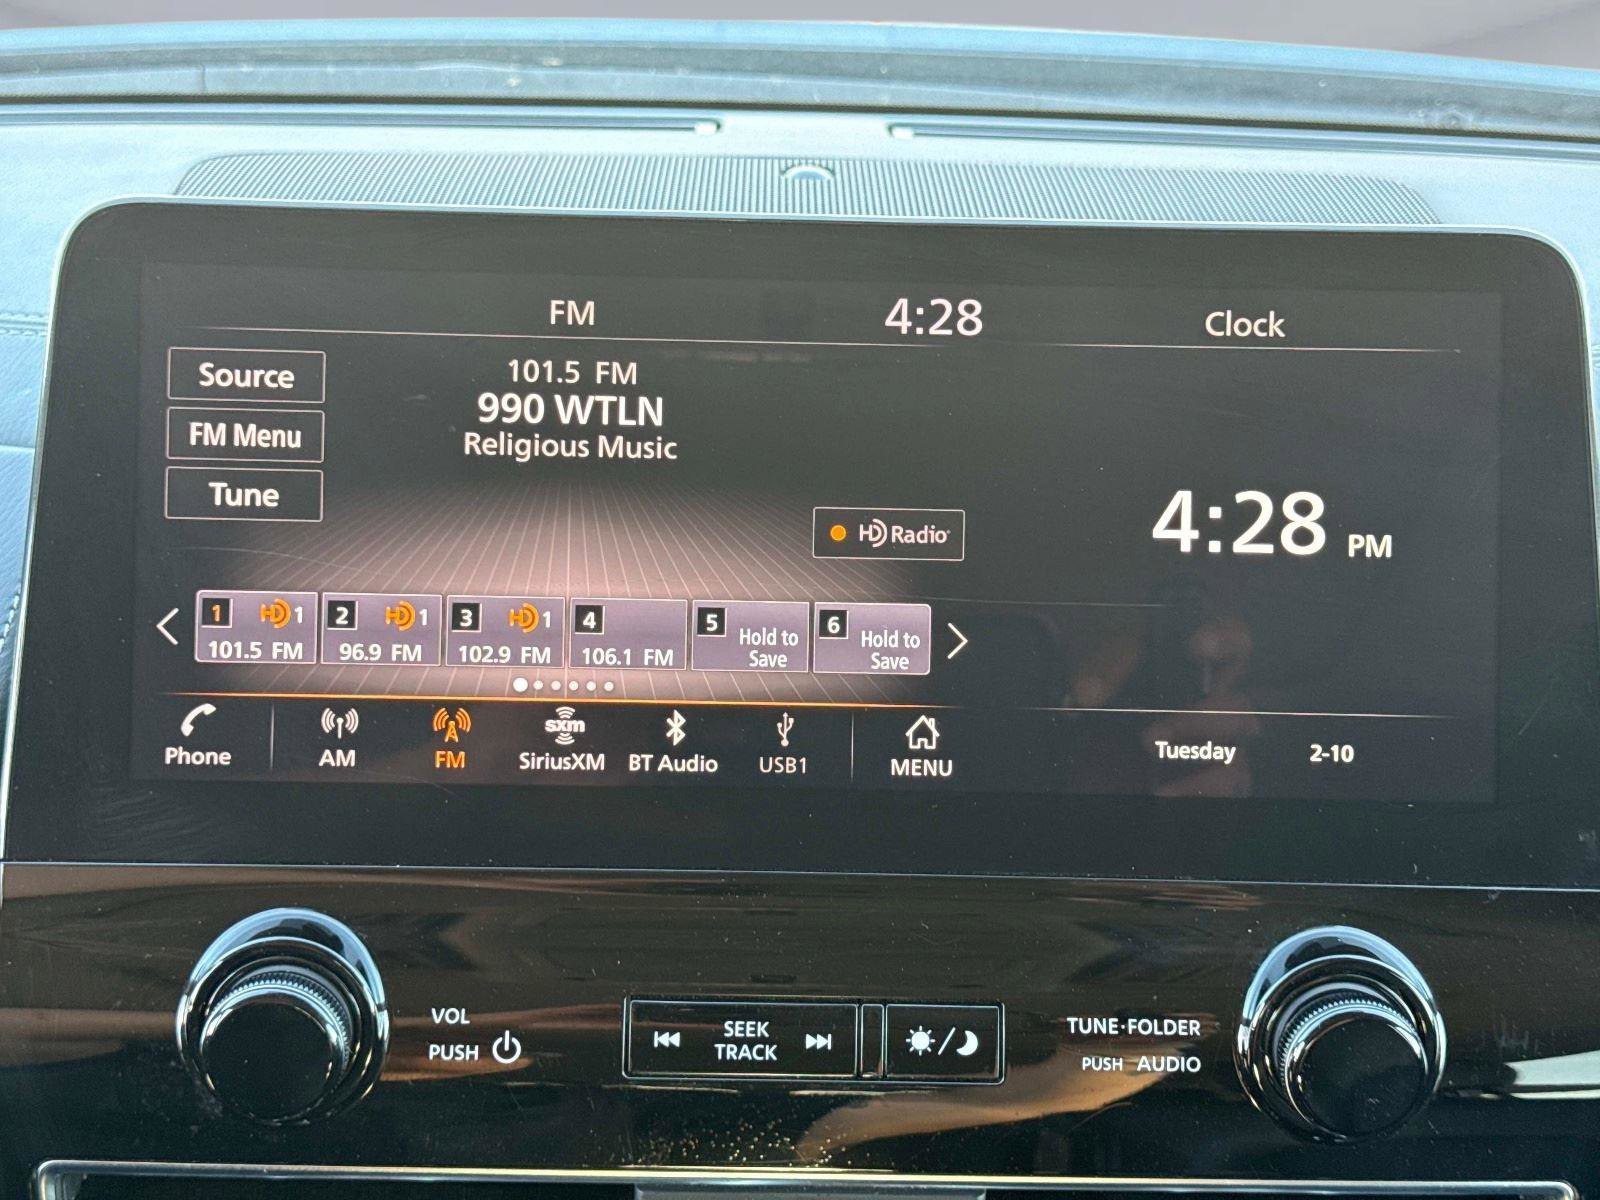 FM
4:28
Clock
Source
FM Menu
Tune
101.5 FM
990 WTLN
Religious Music
HD Radio
4:28 PM
1 HD 1
101.5 FM
2 HD 1
96.9 FM
3 HD 1
102.9 FM
4
106.1 FM
5
Hold to
Save
6
Hold to
Save
Phone
AM
FM
sxm
SiriusXM
BT Audio
USB1
MENU
Tuesday
2-10
VOL
PUSH
SEEK
TRACK
TUNE·FOLDER
PUSH AUDIO